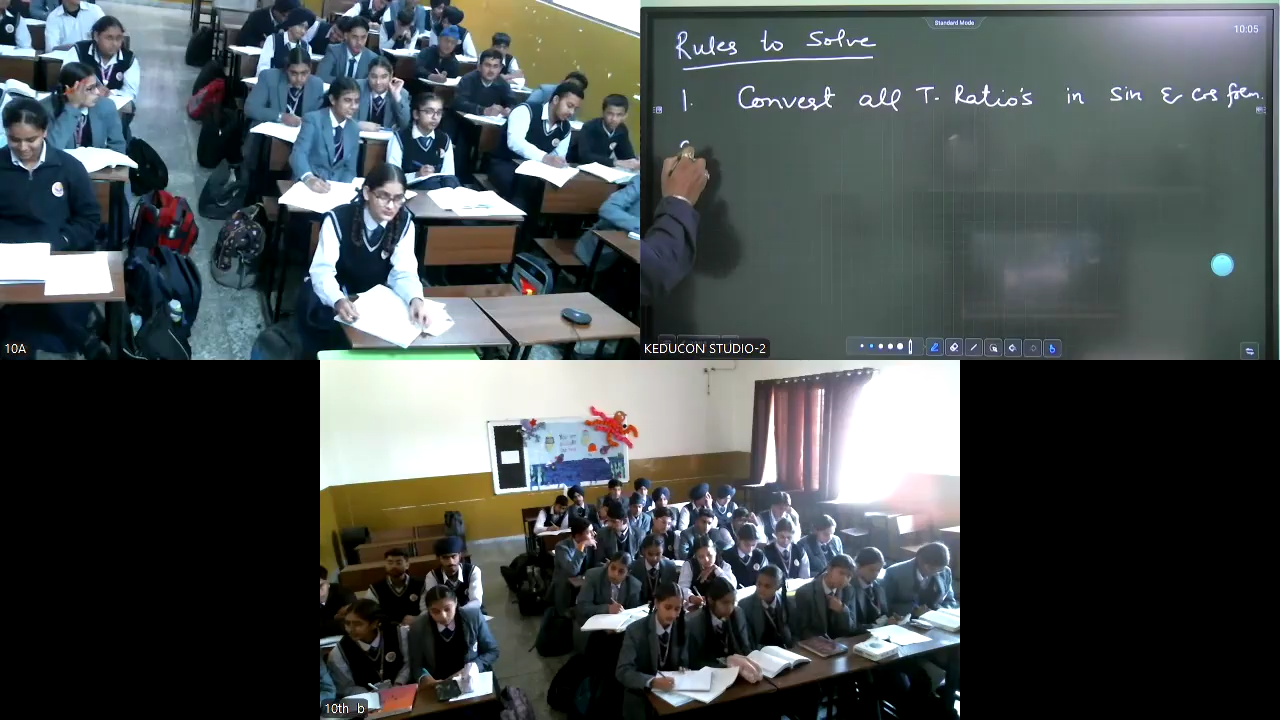 Standard Mode
10:05
Rules to Solve
1. Convert all T. Ratio's in Sin & Cos form.
10A
KEDUCON STUDIO-2
10th b